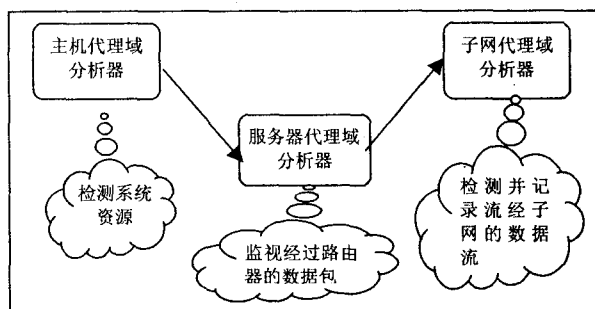 主机代理域
分析器
子网代理域
分析器
服务器代理域
分析器
检测系统
资源
检测并记
录流经子
网的数据
流
监视经过路由
器的数据包